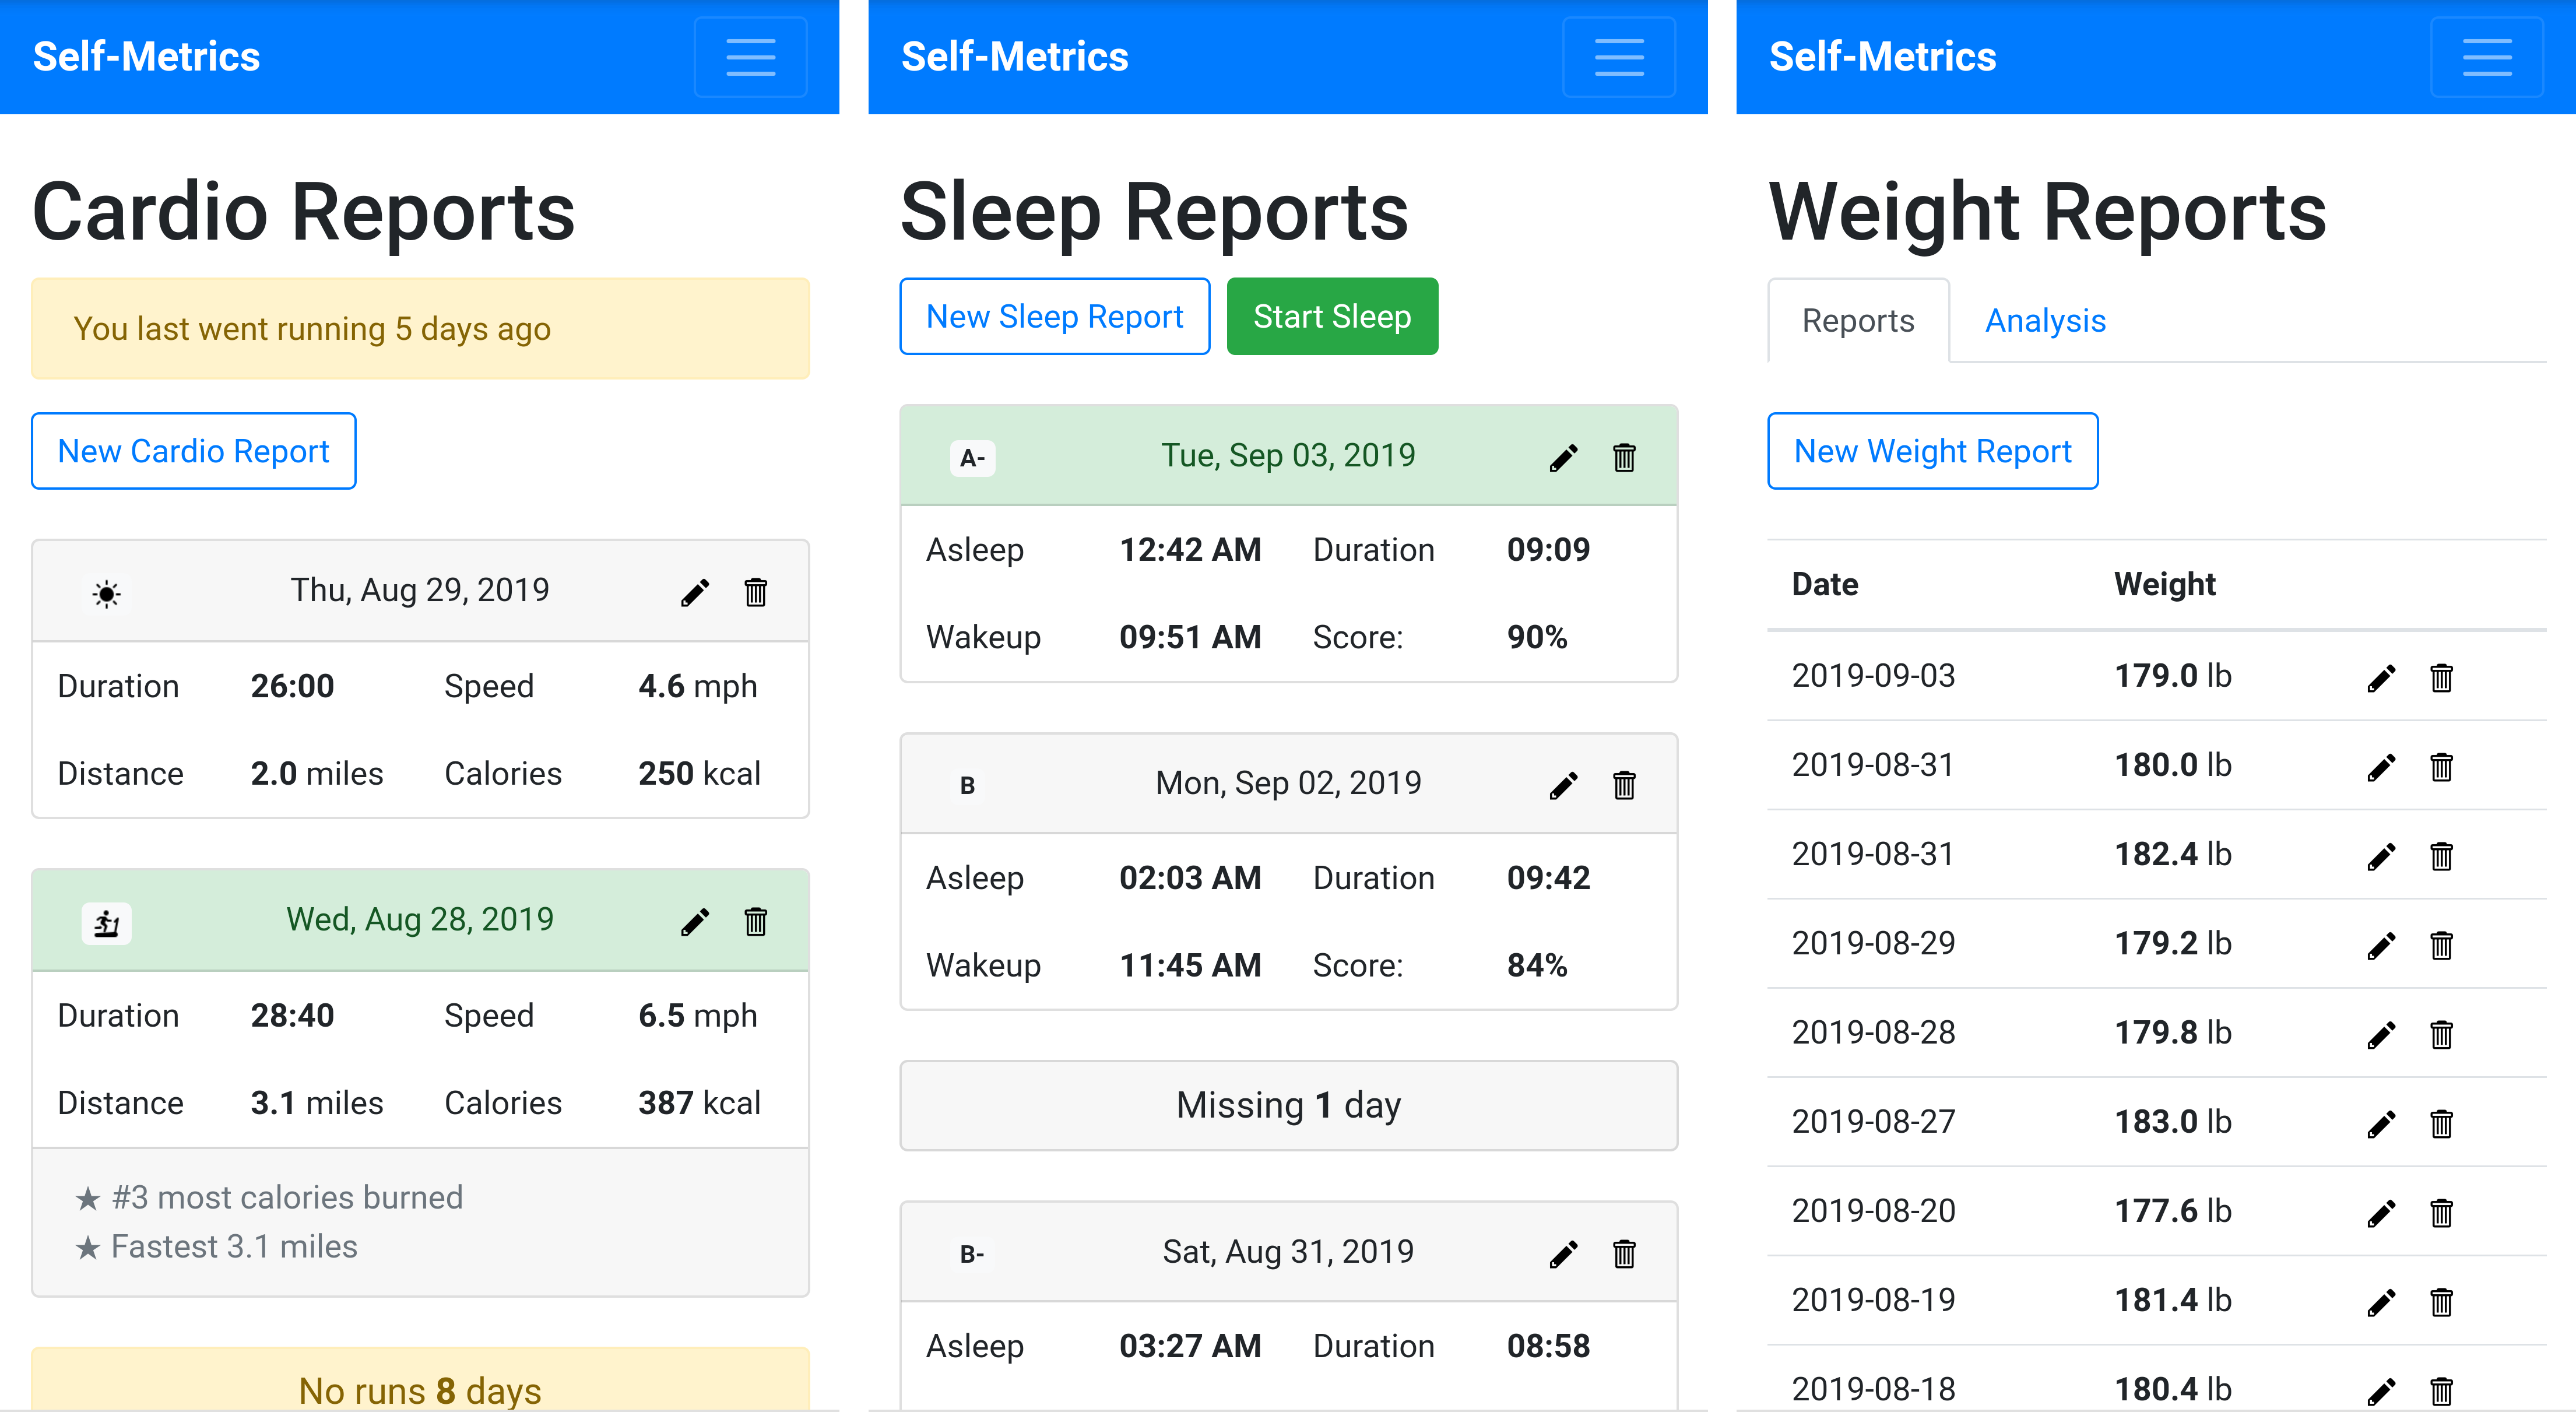 Self-Metrics
Cardio Reports
You last went running 5 days ago
New Cardio Report
Thu, Aug 29, 2019
Duration 26:00 Speed 4.6 mph
Distance 2.0 miles Calories 250 kcal
Wed, Aug 28, 2019
Duration 28:40 Speed 6.5 mph
Distance 3.1 miles Calories 387 kcal
★ #3 most calories burned
★ Fastest 3.1 miles
No runs 8 days
Self-Metrics
Sleep Reports
New Sleep Report Start Sleep
A- Tue, Sep 03, 2019
Asleep 12:42 AM Duration 09:09
Wakeup 09:51 AM Score: 90%
B Mon, Sep 02, 2019
Asleep 02:03 AM Duration 09:42
Wakeup 11:45 AM Score: 84%
Missing 1 day
B- Sat, Aug 31, 2019
Asleep 03:27 AM Duration 08:58
Self-Metrics
Weight Reports
Reports Analysis
New Weight Report
Date Weight
2019-09-03 179.0 lb
2019-08-31 180.0 lb
2019-08-31 182.4 lb
2019-08-29 179.2 lb
2019-08-28 179.8 lb
2019-08-27 183.0 lb
2019-08-20 177.6 lb
2019-08-19 181.4 lb
2019-08-18 180.4 lb